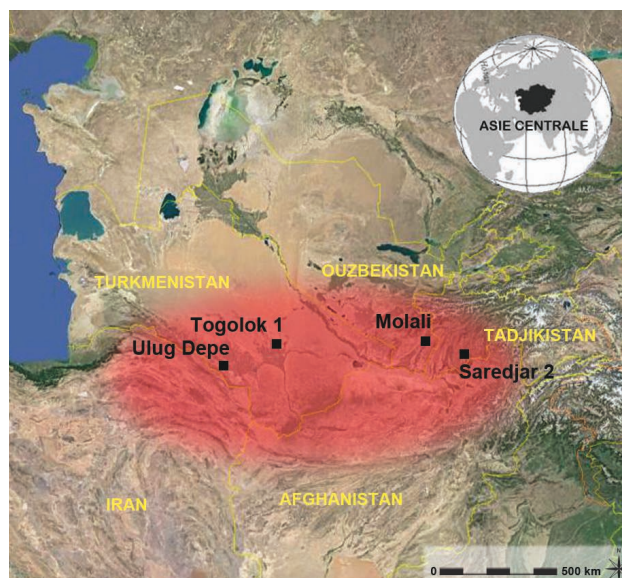 ASIE CENTRALE
TURKMENISTAN
OUZBEKISTAN
Togolok 1
Molali
TADJIKISTAN
Ulug Depe
Saredjar 2
IRAN
AFGHANISTAN
N
0 500 km